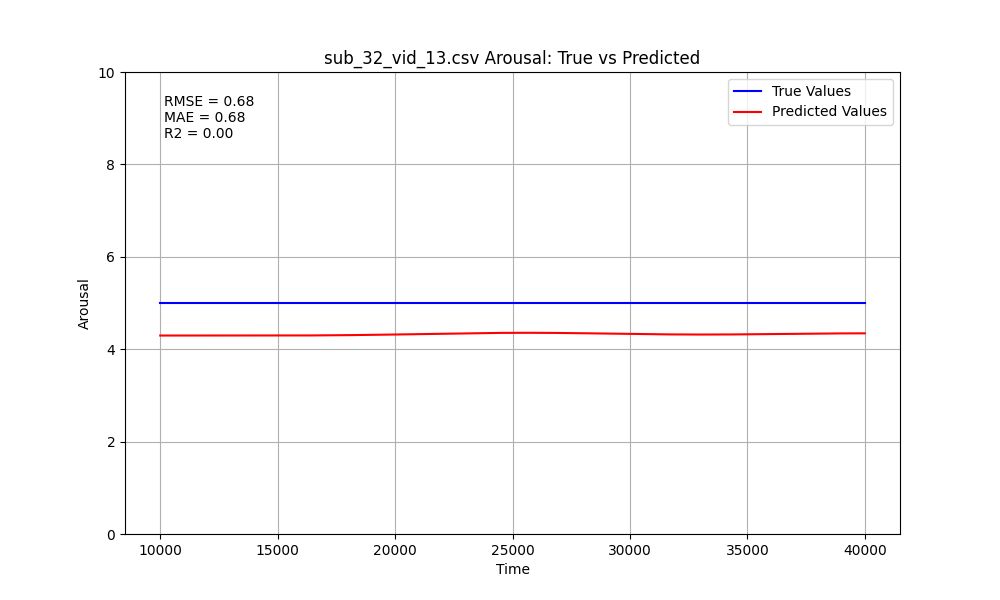 sub_32_vid_13.csv Arousal: True vs Predicted
RMSE = 0.68
MAE = 0.68
R2 = 0.00
True Values
Predicted Values
Arousal
10
8
6
4
2
0
10000
15000
20000
25000
30000
35000
40000
Time